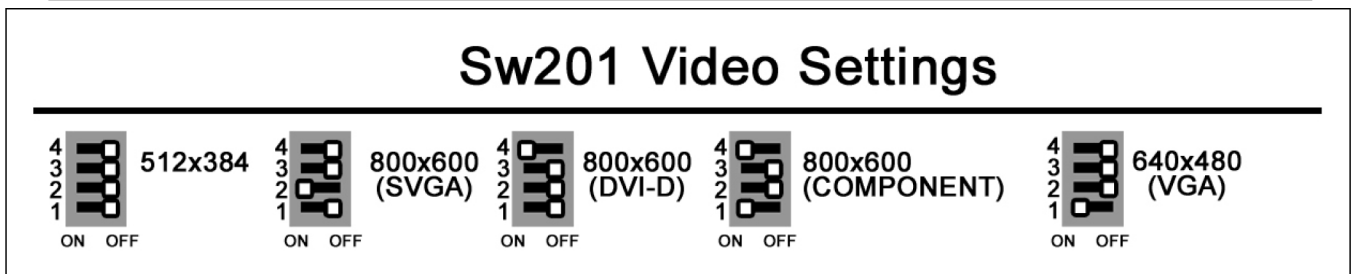 Sw201 Video Settings
4
3
2
1
ON OFF
512x384
4
3
2
1
ON OFF
800x600
(SVGA)
4
3
2
1
ON OFF
800x600
(DVI-D)
4
3
2
1
ON OFF
800x600
(COMPONENT)
4
3
2
1
ON OFF
640x480
(VGA)